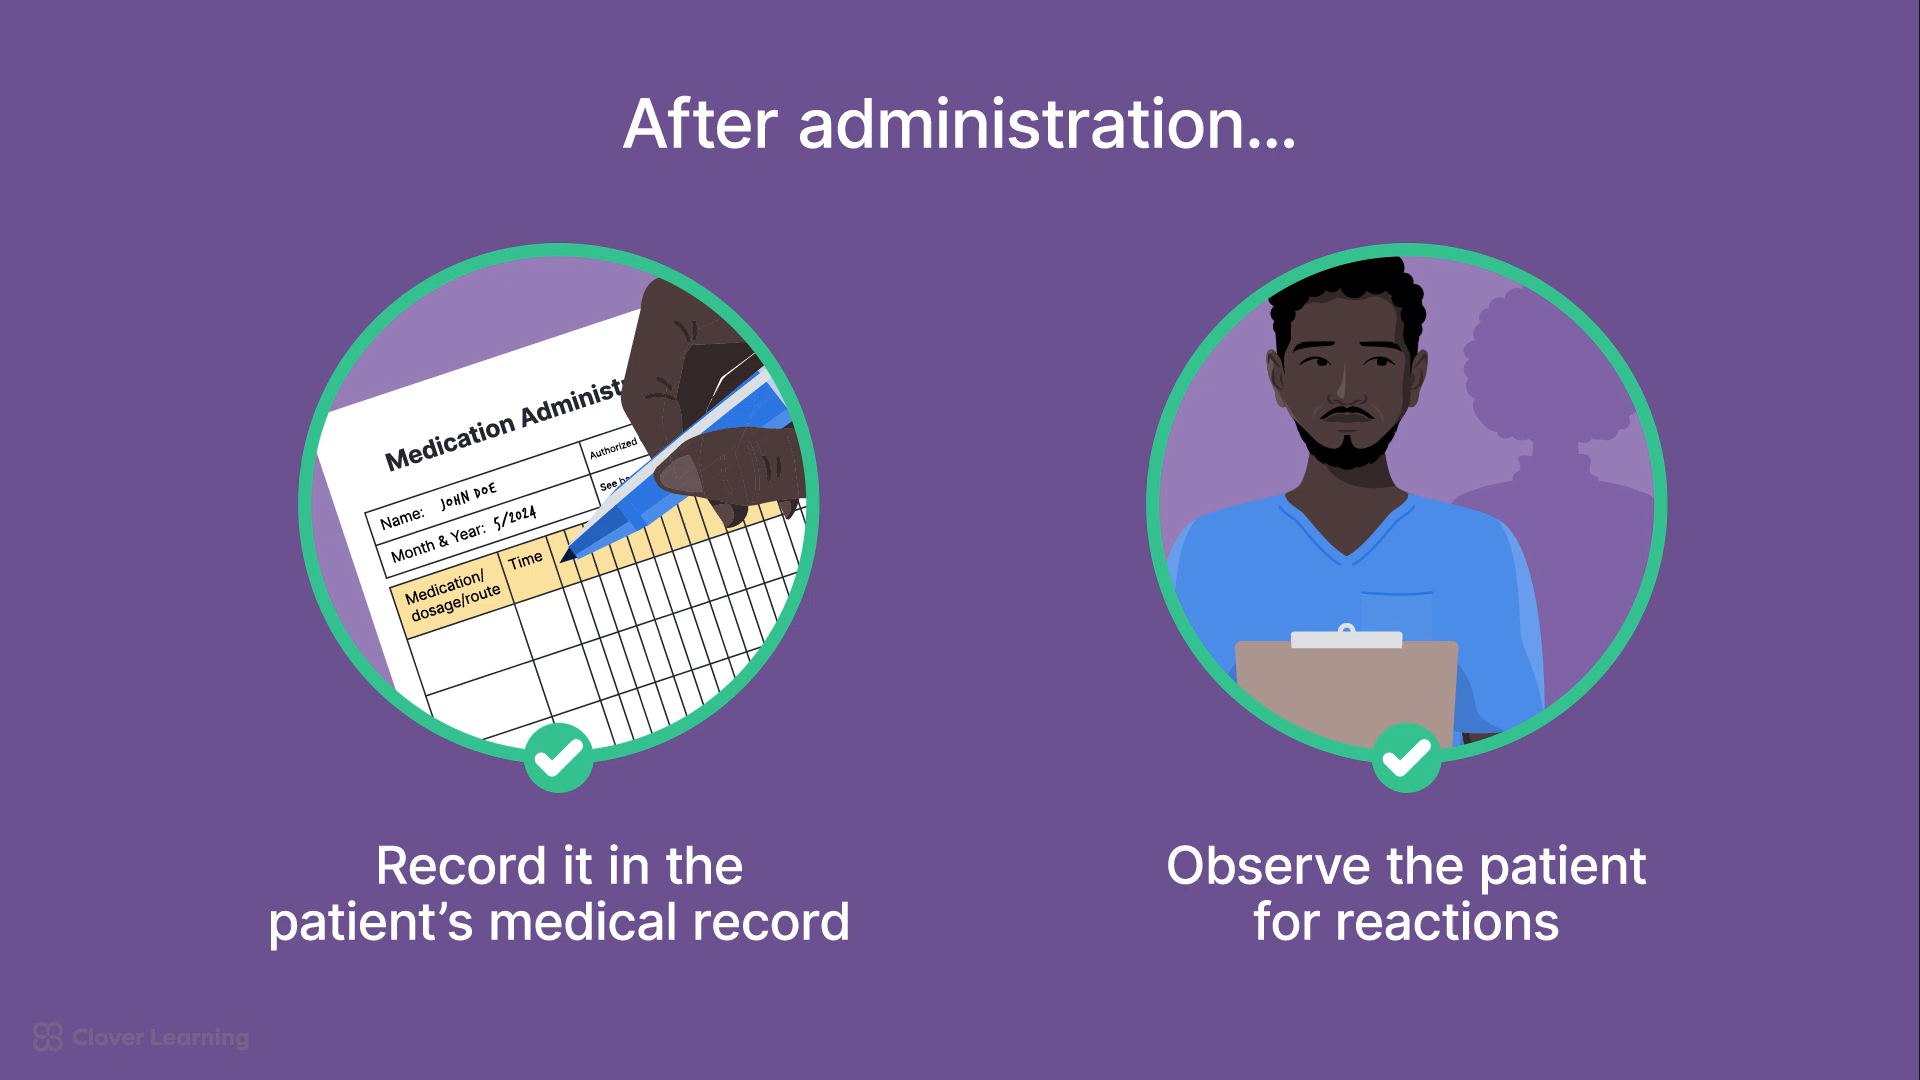 After administration...
Medication Administ
Name: JOHN DOE
Authorized
Month & Year: 5/2024
See
Medication/
dosage/route
Time
Record it in the
patient's medical record
Observe the patient
for reactions
Clover Learning